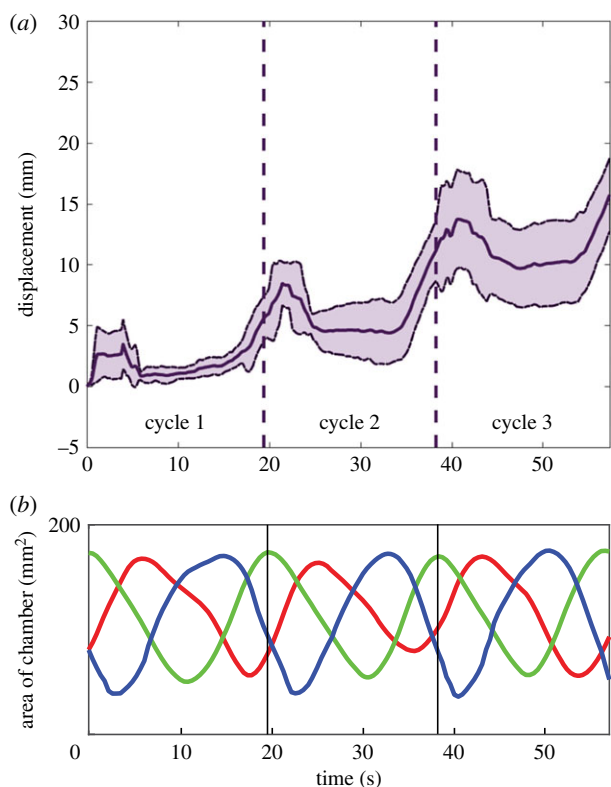 (a)
30
25
20
15
10
5
0
–5
displacement (mm)
cycle 1 cycle 2 cycle 3
0 10 20 30 40 50
(b)
200
area of chamber (mm²)
0 10 20 30 40 50
time (s)